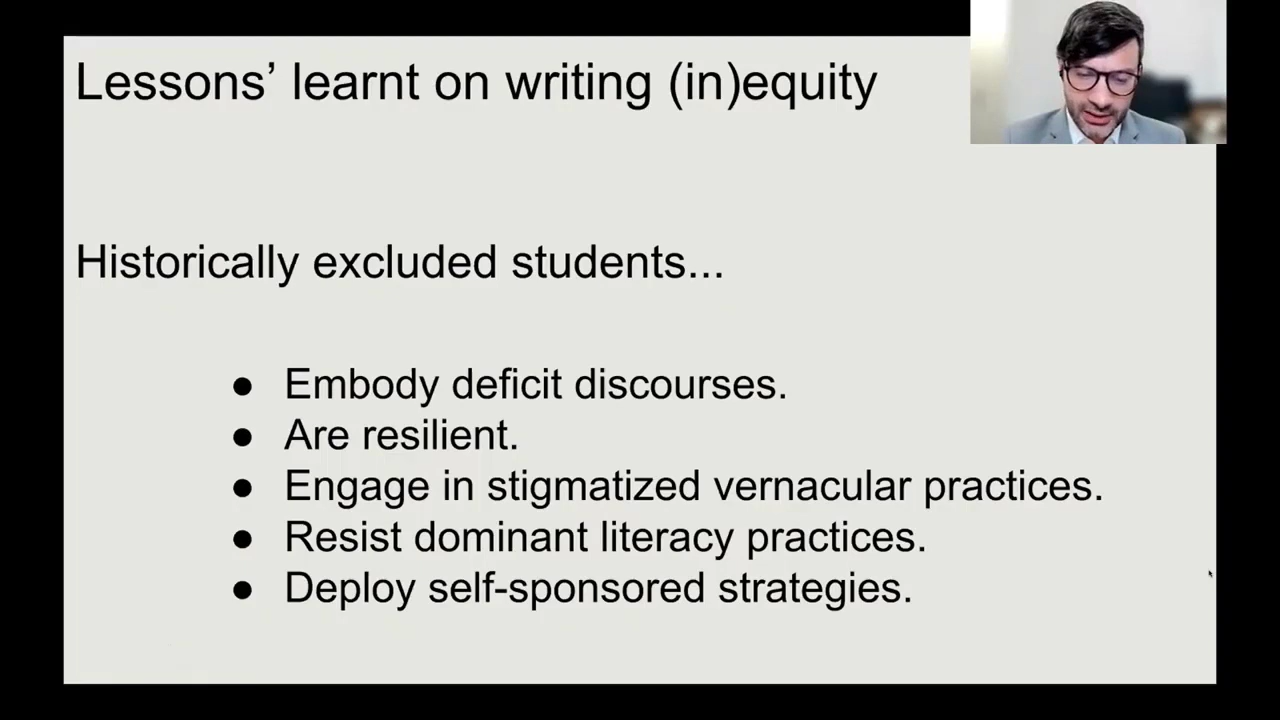 Lessons’ learnt on writing (in)equity
Historically excluded students...
● Embody deficit discourses.
● Are resilient.
● Engage in stigmatized vernacular practices.
● Resist dominant literacy practices.
● Deploy self-sponsored strategies.